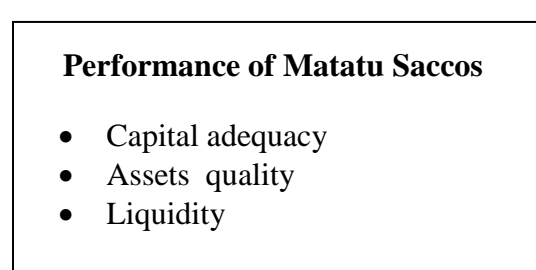 Performance of Matatu Saccos
• Capital adequacy
• Assets quality
• Liquidity